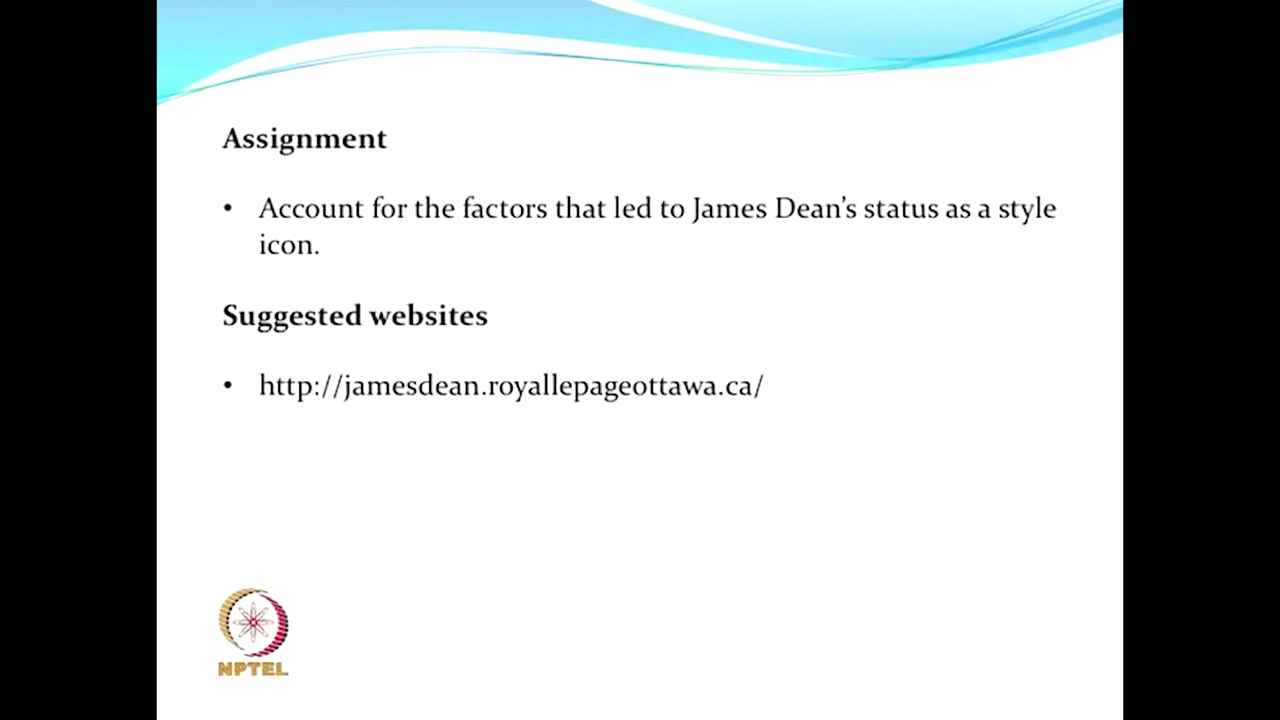 Assignment
• Account for the factors that led to James Dean’s status as a style
icon.
Suggested websites
• http://jamesdean.royallepageottawa.ca/
NPTEL